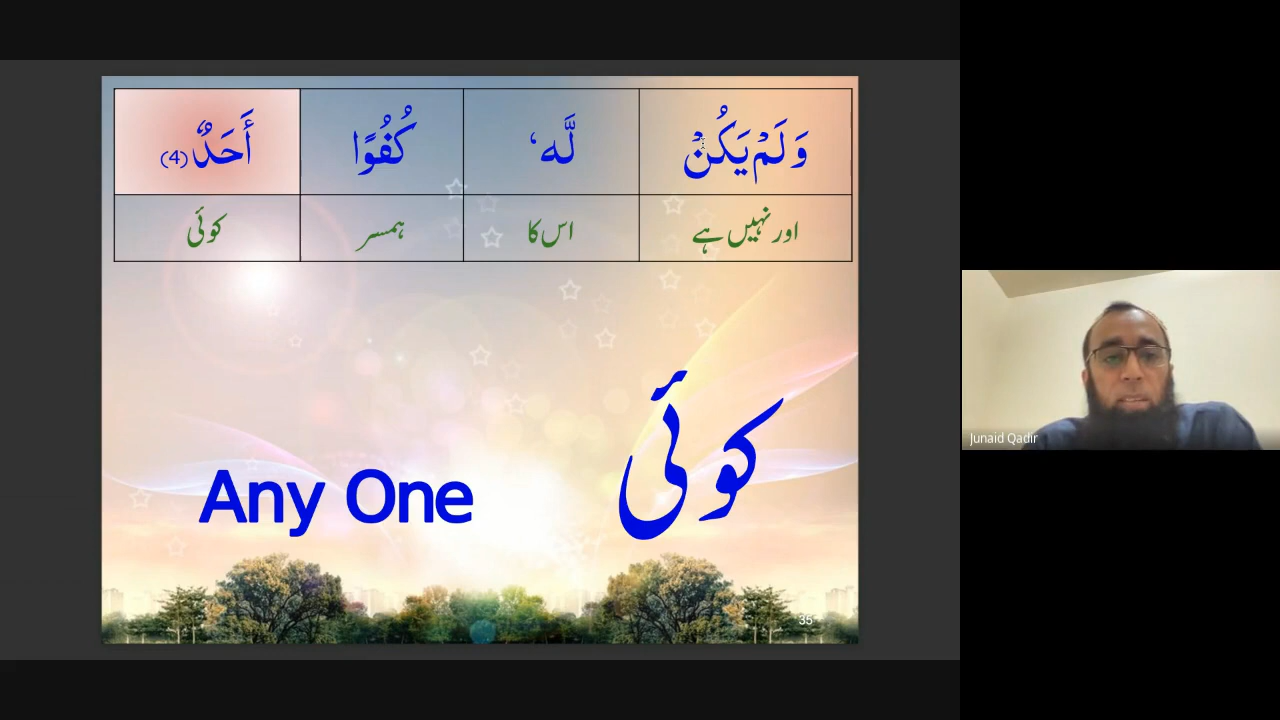 وَلَمْ يَكُنْ لَّه‘ كُفُوًا أَحَدٌ (4)
اور نہیں ہے اس کا ہمسر کوئی
کوئی
Any One
35
Junaid Qadir